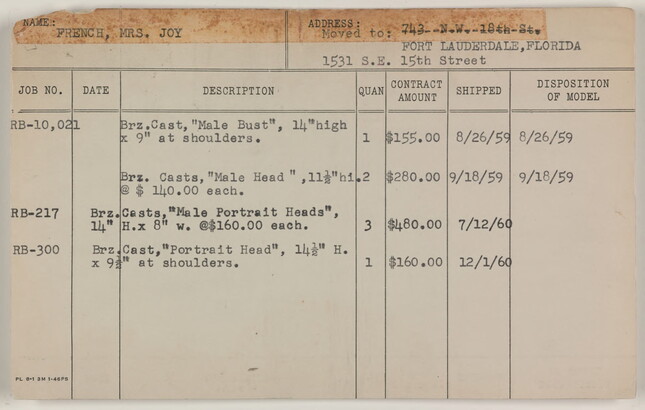 NAME: ADDRESS:
FRENCH, MRS. JOY Moved to: 743 N.W. 18th St.
FORT LAUDERDALE,FLORIDA
1531 S.E. 15th Street
JOB NO. DATE DESCRIPTION QUAN CONTRACT AMOUNT SHIPPED DISPOSITION OF MODEL
RB-10,021 Brz.Cast,"Male Bust", 14"high
x 9" at shoulders. 1 $155.00 8/26/59 8/26/59
Brz. Casts,"Male Head ",11½"hi.2 $280.00 9/18/59 9/18/59
@ $ 140.00 each.
RB-217 Brz.Casts,"Male Portrait Heads",
14" H.x 8" w. @$160.00 each. 3 $480.00 7/12/60
RB-300 Brz.Cast,"Portrait Head", 14½" H.
x 9½" at shoulders. 1 $160.00 12/1/60